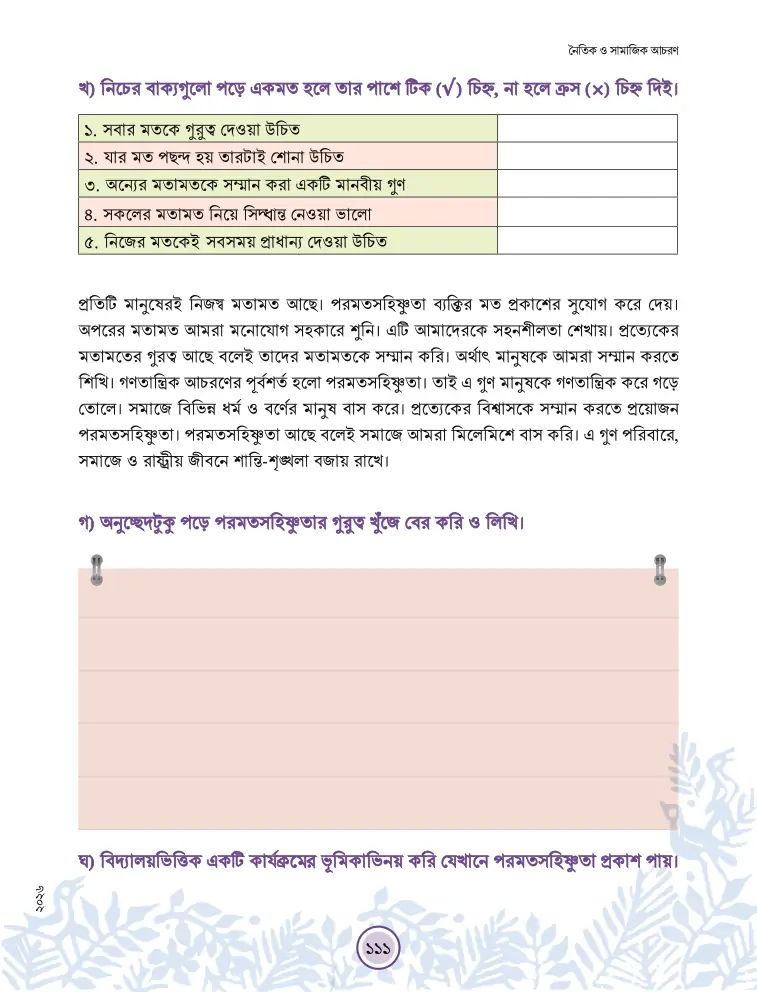 নৈতিক ও সামাজিক আচরণ
খ) নিচের বাক্যগুলো পড়ে একমত হলে তার পাশে টিক (√) চিহ্ন, না হলে ক্রস (×) চিহ্ন দিই।
১. সবার মতকে গুরুত্ব দেওয়া উচিত
২. যার মত পছন্দ হয় তারটাই শোনা উচিত
৩. অন্যের মতামতকে সম্মান করা একটি মানবীয় গুণ
৪. সকলের মতামত নিয়ে সিদ্ধান্ত নেওয়া ভালো
৫. নিজের মতকেই সবসময় প্রাধান্য দেওয়া উচিত
প্রতিটি মানুষেরই নিজস্ব মতামত আছে। পরমতসহিষ্ণুতা ব্যক্তির মত প্রকাশের সুযোগ করে দেয়।
অপরের মতামত আমরা মনোযোগ সহকারে শুনি। এটি আমাদেরকে সহনশীলতা শেখায়। প্রত্যেকের
মতামতের গুরত্ব আছে বলেই তাদের মতামতকে সম্মান করি। অর্থাৎ মানুষকে আমরা সম্মান করতে
শিখি। গণতান্ত্রিক আচরণের পূর্বশর্ত হলো পরমতসহিষ্ণুতা। তাই এ গুণ মানুষকে গণতান্ত্রিক করে গড়ে
তোলে। সমাজে বিভিন্ন ধর্ম ও বর্ণের মানুষ বাস করে। প্রত্যেকের বিশ্বাসকে সম্মান করতে প্রয়োজন
পরমতসহিষ্ণুতা। পরমতসহিষ্ণুতা আছে বলেই সমাজে আমরা মিলেমিশে বাস করি। এ গুণ পরিবারে,
সমাজে ও রাষ্ট্রীয় জীবনে শান্তি-শৃঙ্খলা বজায় রাখে।
গ) অনুচ্ছেদটুকু পড়ে পরমতসহিষ্ণুতার গুরুত্ব খুঁজে বের করি ও লিখি।
ঘ) বিদ্যালয়ভিত্তিক একটি কার্যক্রমের ভূমিকাভিনয় করি যেখানে পরমতসহিষ্ণুতা প্রকাশ পায়।
২০২৬
১১১